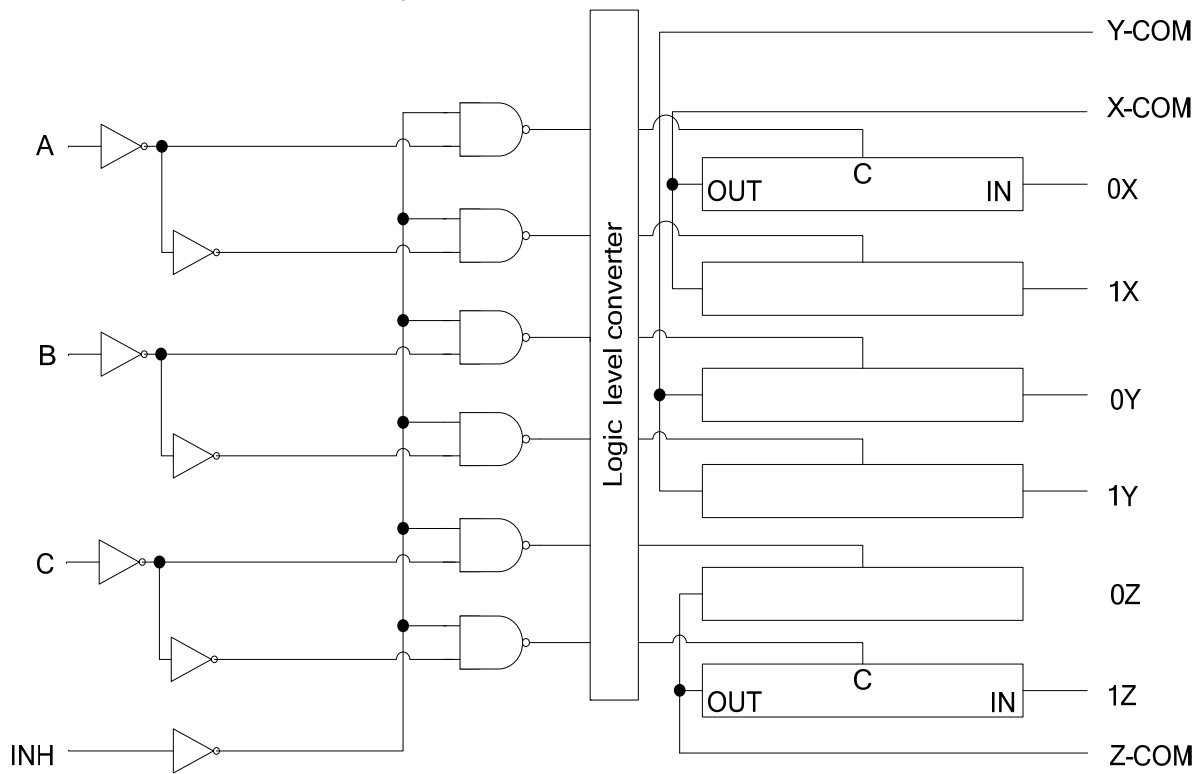 Y-COM
X-COM
A
OUT
C
IN
0X
1X
Logic level converter
B
0Y
1Y
C
0Z
OUT
C
IN
1Z
INH
Z-COM